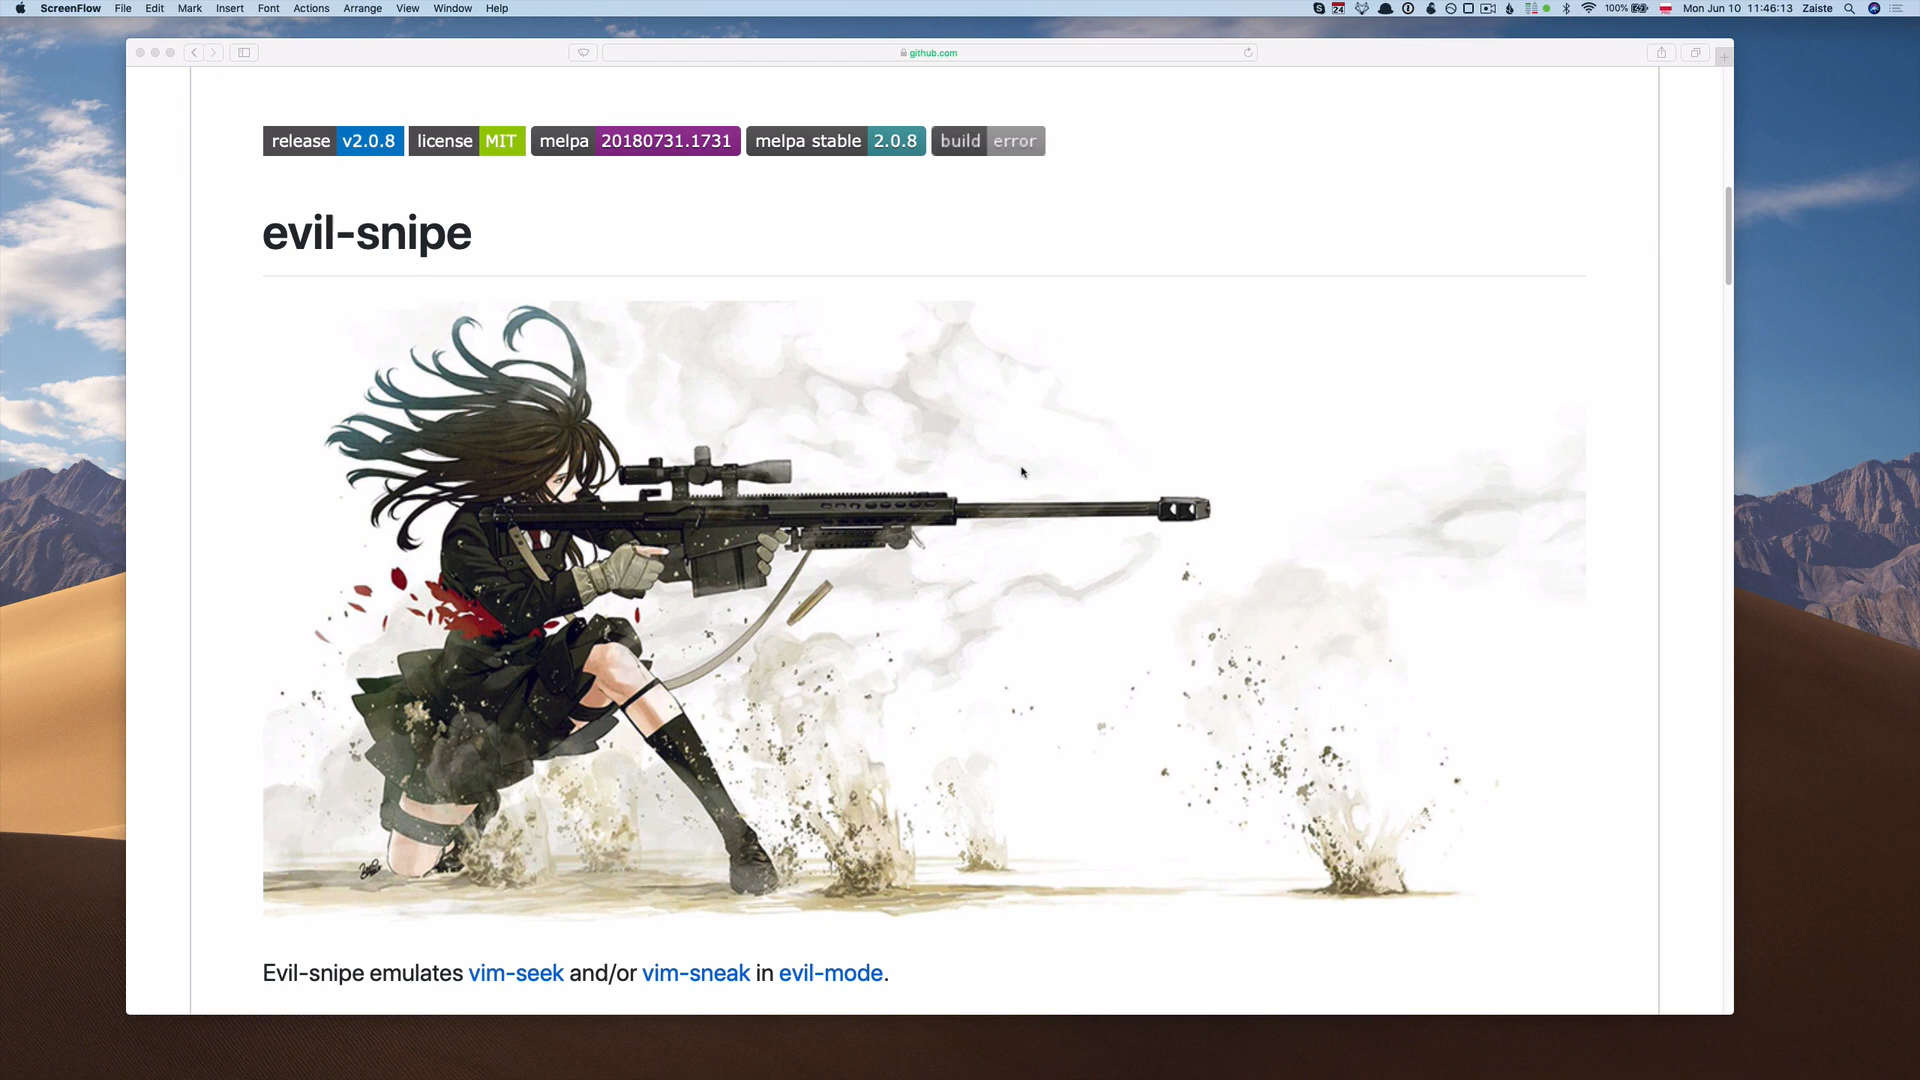 ScreenFlow File Edit Mark Insert Font Actions Arrange View Window Help 24 100% Mon Jun 10 11:46:13 Zaiste
github.com
release v2.0.8 license MIT melpa 20180731.1731 melpa stable 2.0.8 build error
evil-snipe
Evil-snipe emulates vim-seek and/or vim-sneak in evil-mode.